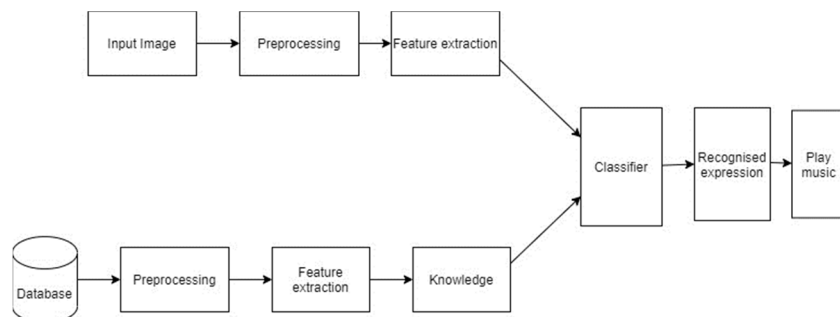 Input Image
Preprocessing
Feature extraction
Classifier
Recognised
expression
Play
music
Database
Preprocessing
Feature
extraction
Knowledge